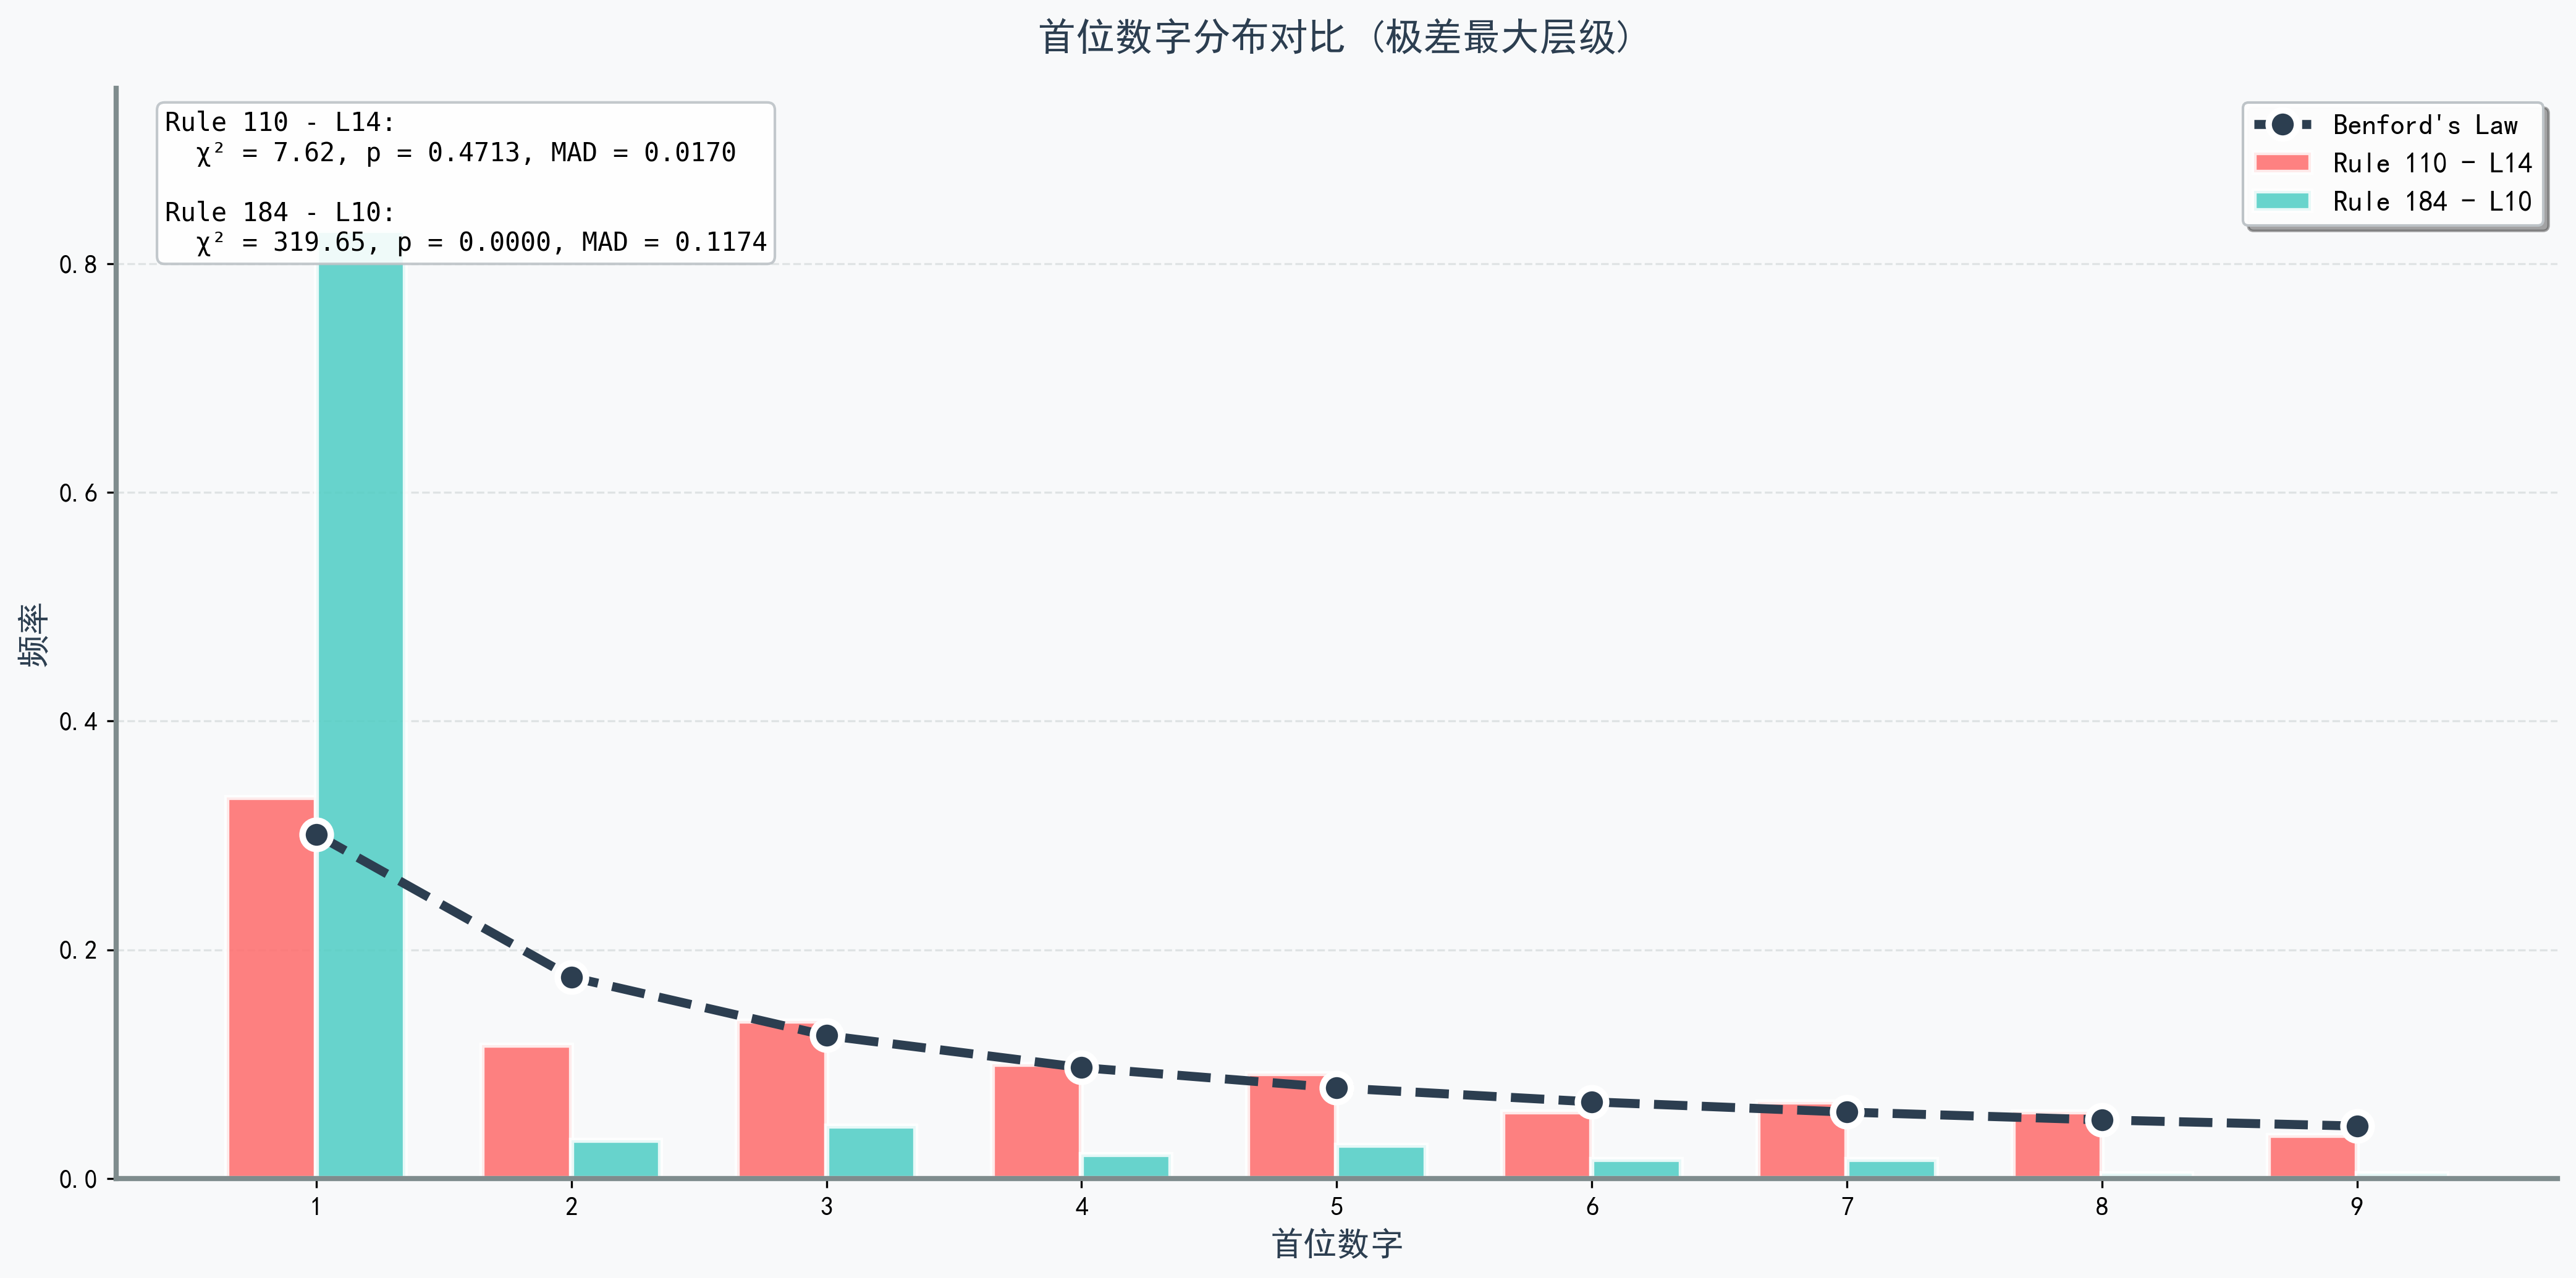 首位数字分布对比 (极差最大层级)
Rule 110 - L14:
χ² = 7.62, p = 0.4713, MAD = 0.0170
Rule 184 - L10:
χ² = 319.65, p = 0.0000, MAD = 0.1174
Benford's Law
Rule 110 - L14
Rule 184 - L10
频率
0.8
0.6
0.4
0.2
0.0
1 2 3 4 5 6 7 8 9
首位数字